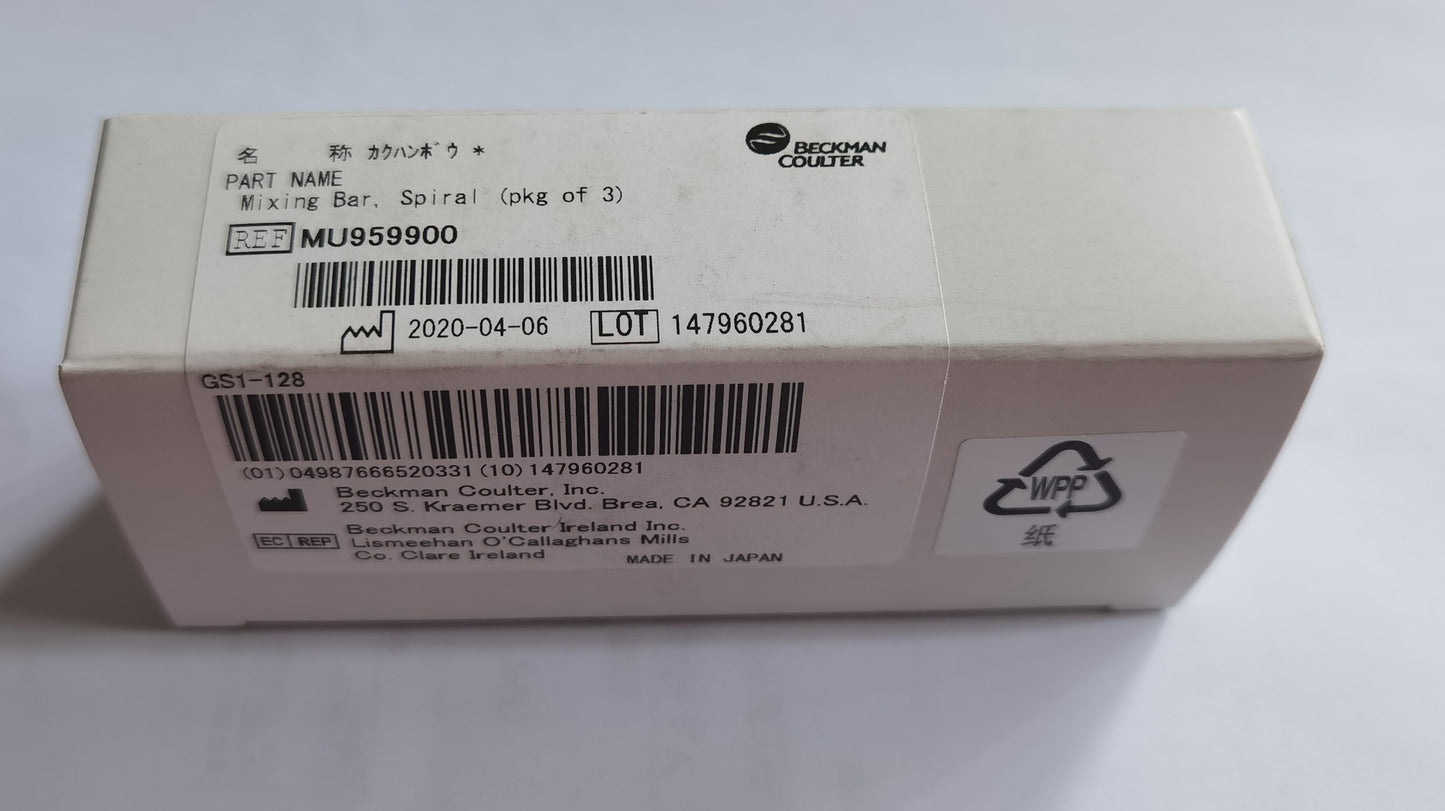 名 称 カクハンボウ *
BECKMAN
COULTER
PART NAME
Mixing Bar, Spiral (pkg of 3)
REF MU959900
2020-04-06 LOT 147960281
GS1-128
(01)04987666520331(10)147960281
Beckman Coulter, Inc.
250 S. Kraemer Blvd. Brea, CA 92821 U.S.A.
EC REP
Beckman Coulter Ireland Inc.
Lismeehan O'Callaghans Mills
Co. Clare Ireland
MADE IN JAPAN
WPP
纸